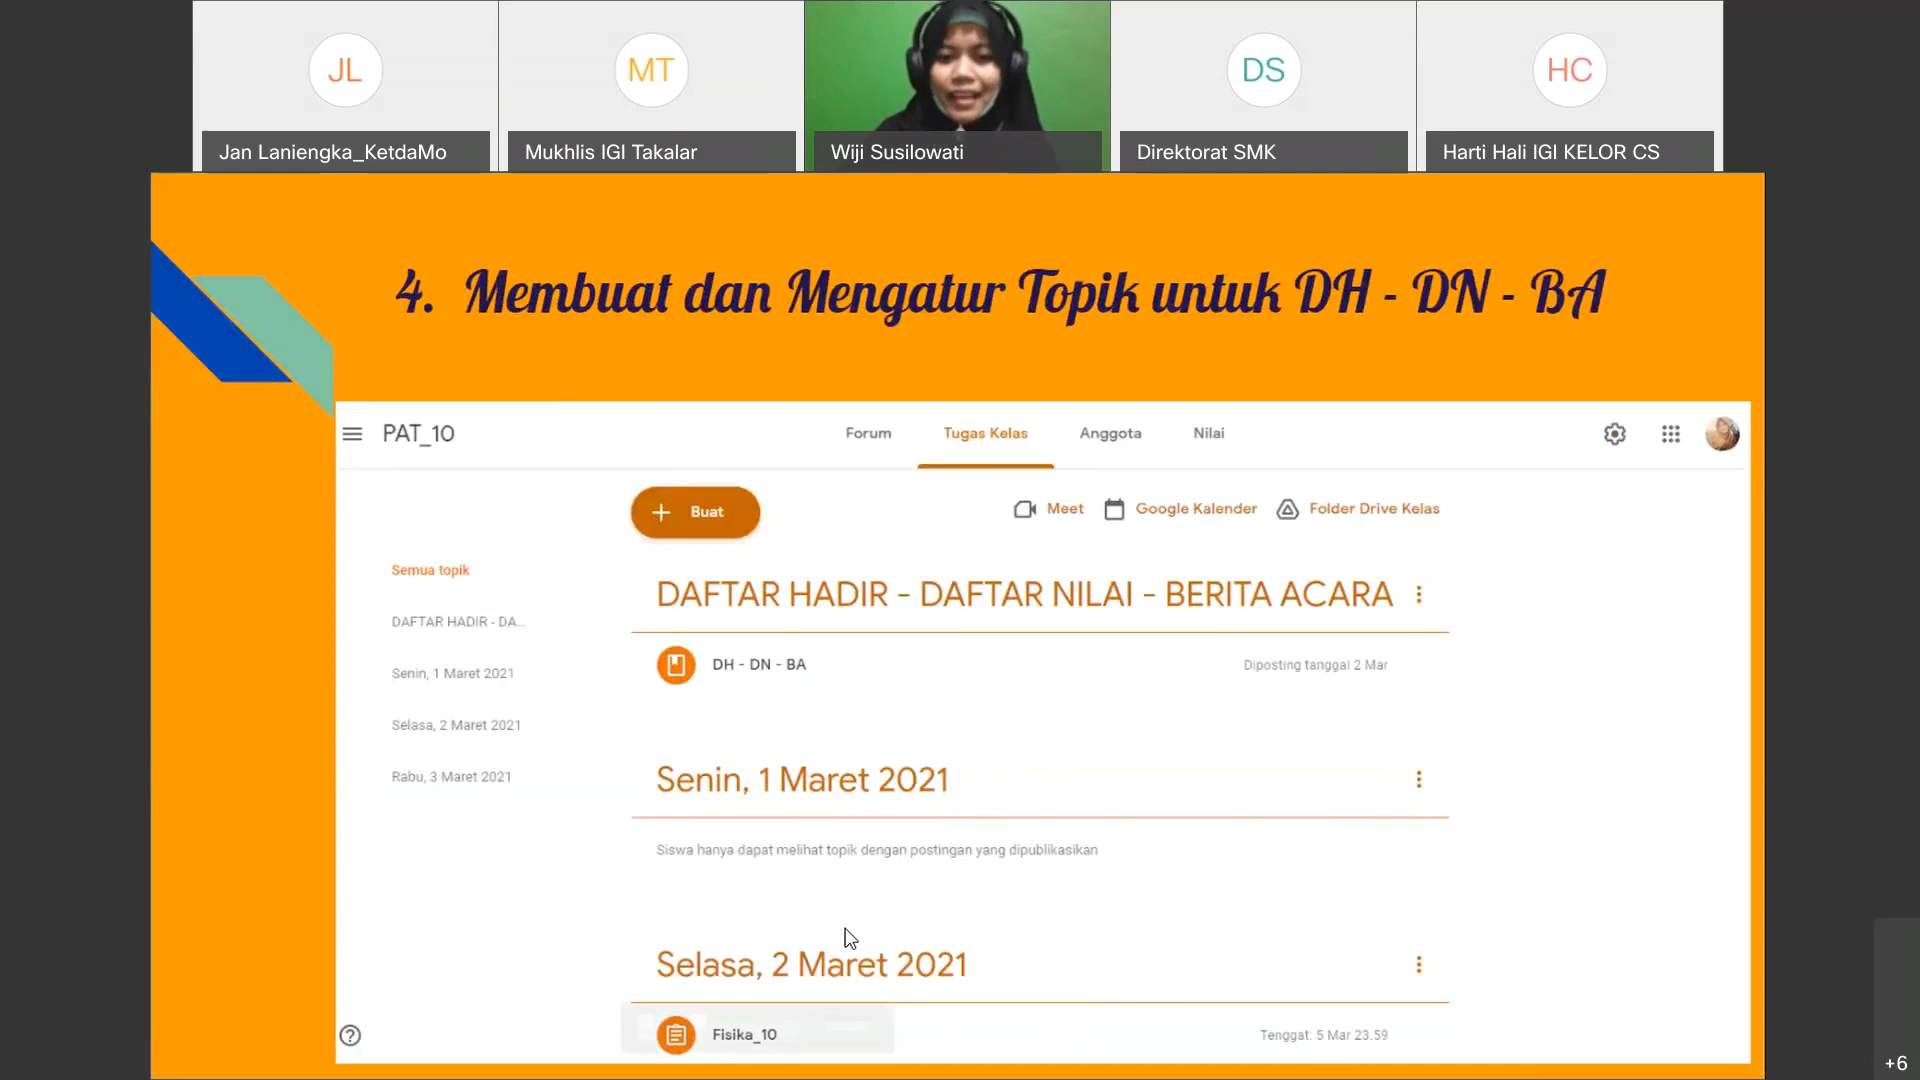 JL
MT
DS
HC
Jan Laniengka_KetdaMo
Mukhlis IGI Takalar
Wiji Susilowati
Direktorat SMK
Harti Hali IGI KELOR CS
4. Membuat dan Mengatur Topik untuk DH - DN - BA
PAT_10
Forum
Tugas Kelas
Anggota
Nilai
Buat
Meet
Google Kalender
Folder Drive Kelas
Semua topik
DAFTAR HADIR - DA...
Senin, 1 Maret 2021
Selasa, 2 Maret 2021
Rabu, 3 Maret 2021
DAFTAR HADIR - DAFTAR NILAI - BERITA ACARA
DH - DN - BA
Diposting tanggal 2 Mar
Senin, 1 Maret 2021
Siswa hanya dapat melihat topik dengan postingan yang dipublikasikan
Selasa, 2 Maret 2021
Fisika_10
Tenggat: 5 Mar 23.59
+6